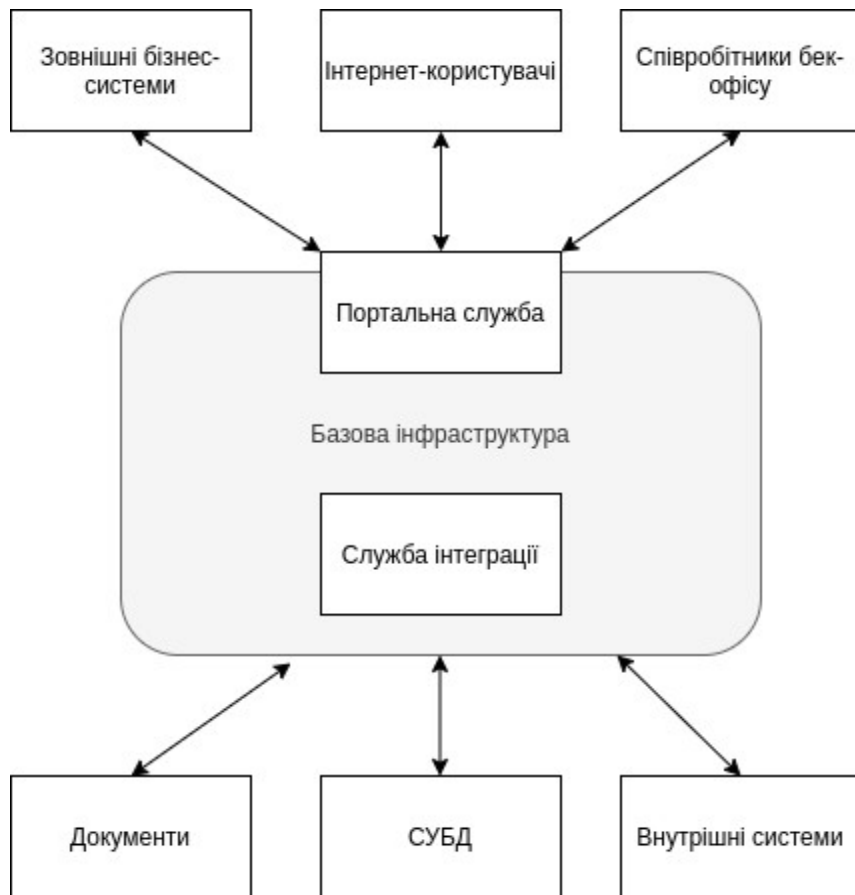 Зовнішні бізнес-
системи
Інтернет-користувачі
Співробітники бек-
офісу
Портальна служба
Базова інфраструктура
Служба інтеграції
Документи
СУБД
Внутрішні системи